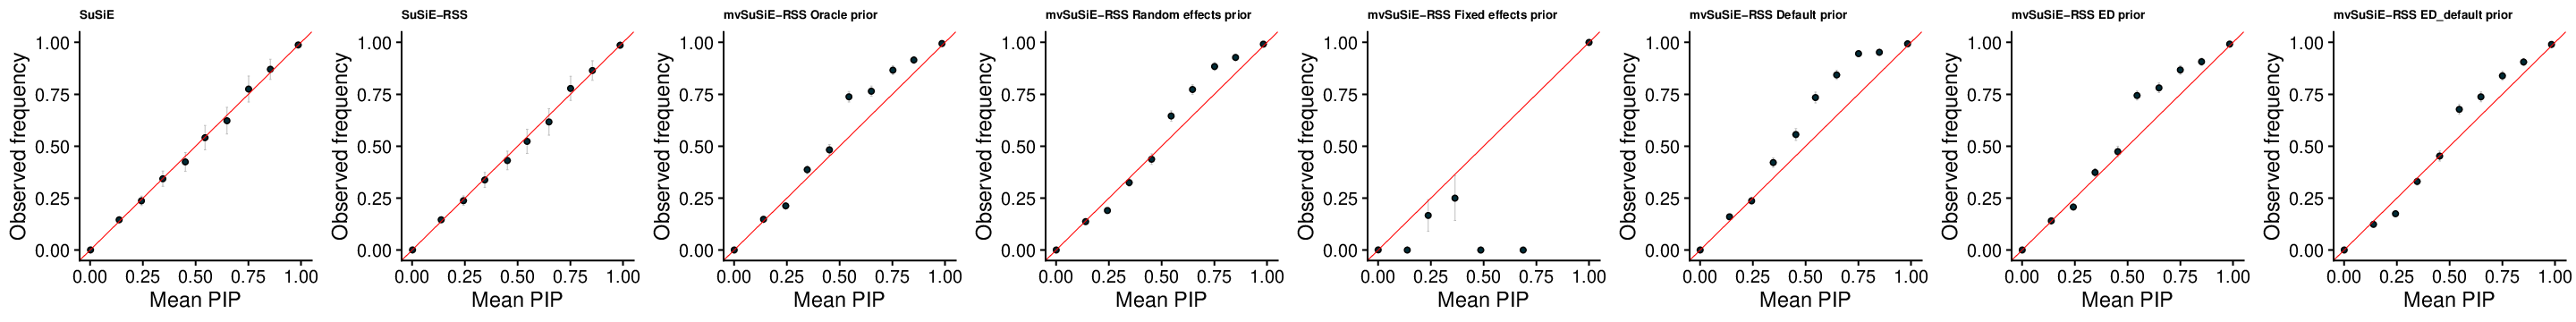 SuSiE
1.00
0.75
0.50
0.25
0.00
Observed frequency
0.00 0.25 0.50 0.75 1.00
Mean PIP
SuSiE−RSS
1.00
0.75
0.50
0.25
0.00
Observed frequency
0.00 0.25 0.50 0.75 1.00
Mean PIP
mvSuSiE−RSS Oracle prior
1.00
0.75
0.50
0.25
0.00
Observed frequency
0.00 0.25 0.50 0.75 1.00
Mean PIP
mvSuSiE−RSS Random effects prior
1.00
0.75
0.50
0.25
0.00
Observed frequency
0.00 0.25 0.50 0.75 1.00
Mean PIP
mvSuSiE−RSS Fixed effects prior
1.00
0.75
0.50
0.25
0.00
Observed frequency
0.00 0.25 0.50 0.75 1.00
Mean PIP
mvSuSiE−RSS Default prior
1.00
0.75
0.50
0.25
0.00
Observed frequency
0.00 0.25 0.50 0.75 1.00
Mean PIP
mvSuSiE−RSS ED prior
1.00
0.75
0.50
0.25
0.00
Observed frequency
0.00 0.25 0.50 0.75 1.00
Mean PIP
mvSuSiE−RSS ED_default prior
1.00
0.75
0.50
0.25
0.00
Observed frequency
0.00 0.25 0.50 0.75 1.00
Mean PIP